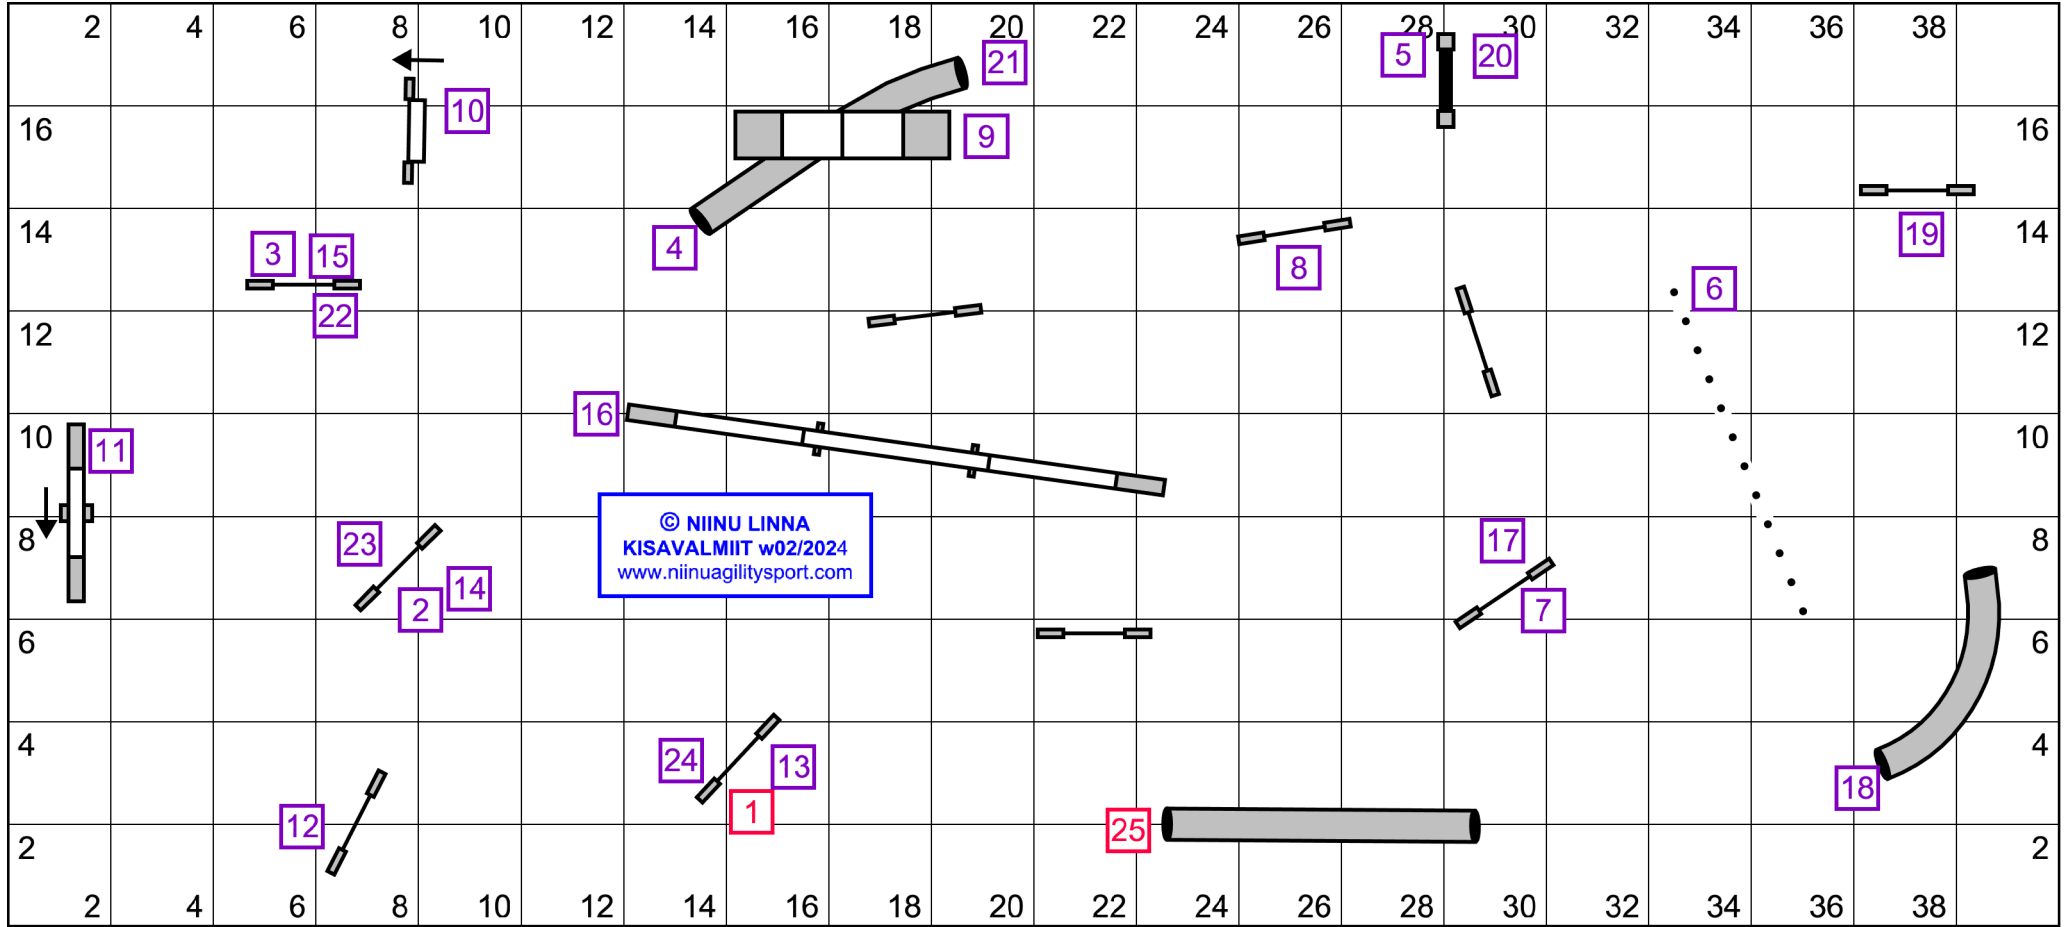 2 4 6 8 10 12 14 16 18 20 22 24 26 28 30 32 34 36 38
5 20
21
10
16 9 16
14 3 15 4 8 19 14
22 6
12 12
16
10 11 10
© NIINU LINNA
KISAVALMIIT w02/2024
www.niinuagilitysport.com
8 23 17 8
2 14 7
6 6
4 24 13 4
1 18
12 25
2 2
2 4 6 8 10 12 14 16 18 20 22 24 26 28 30 32 34 36 38